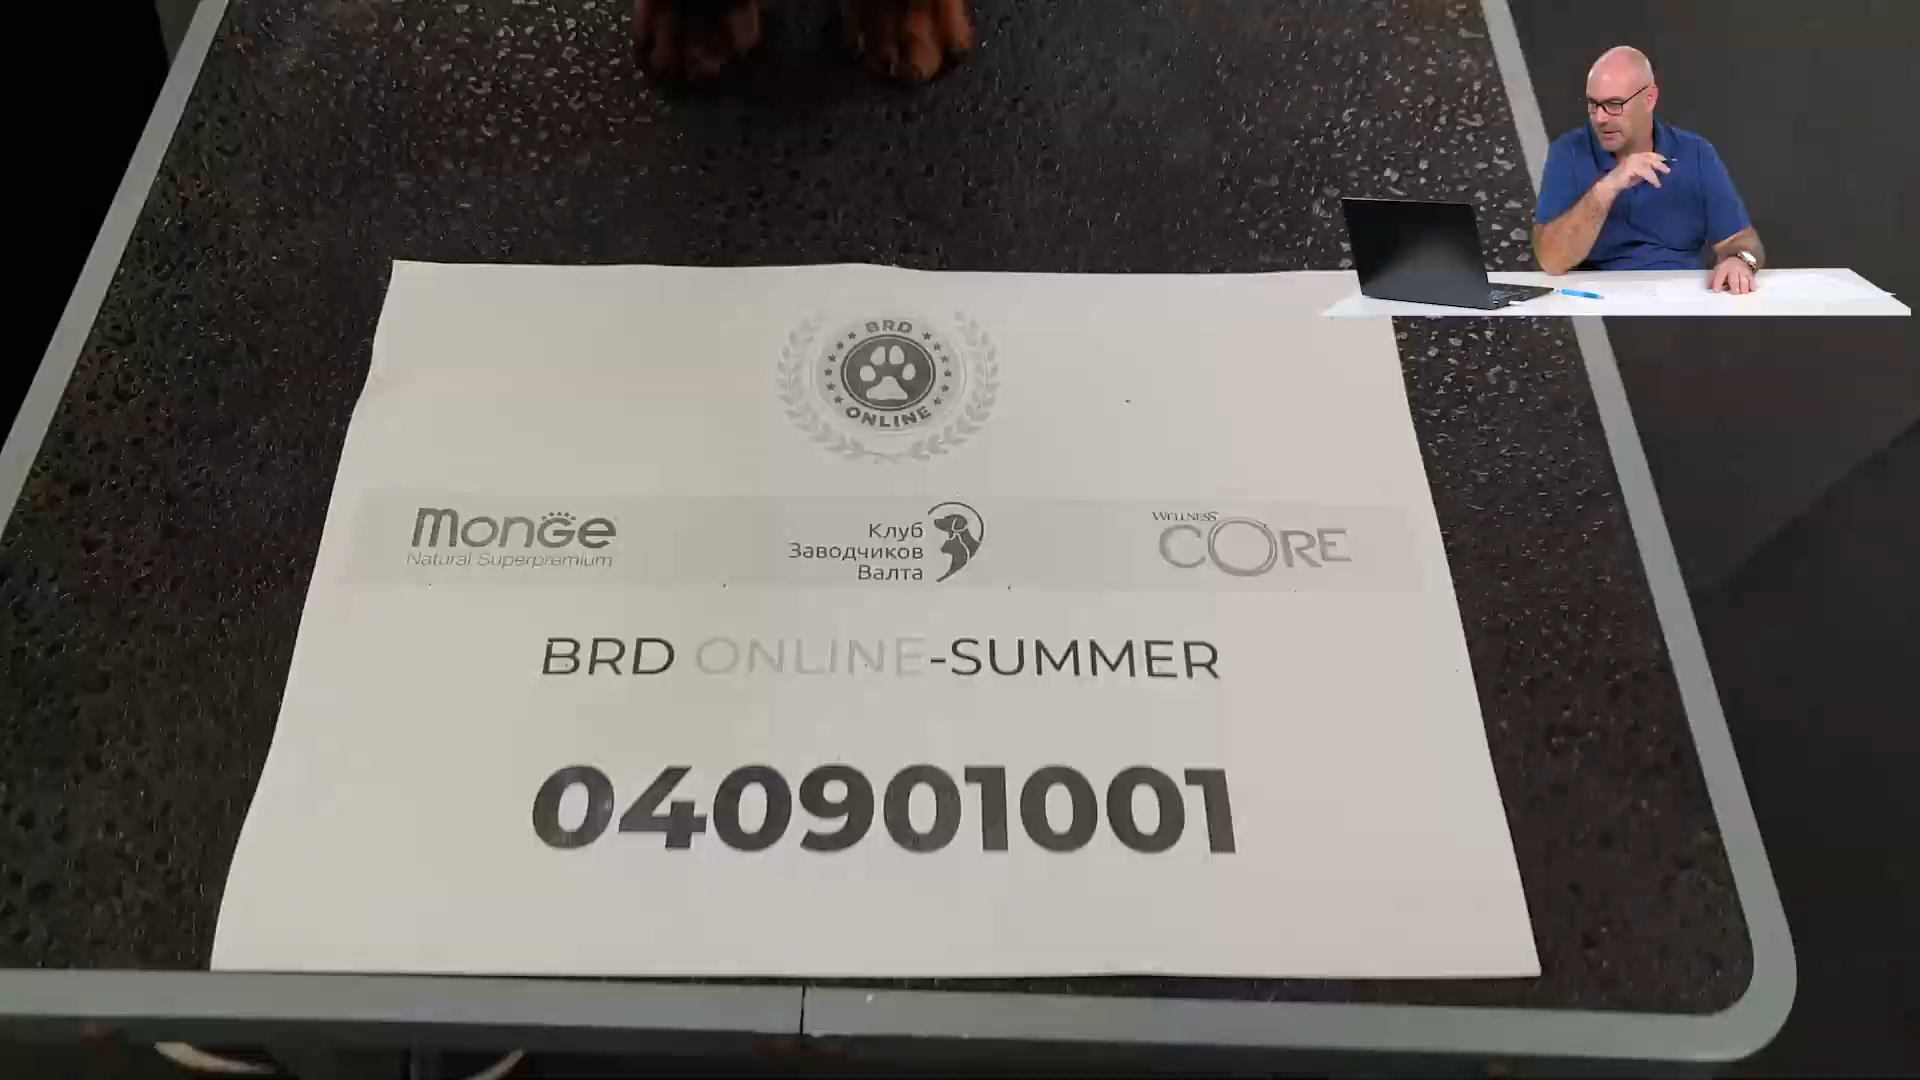 BRD
ONLINE
Monge
Natural Superpremium
Клуб
Заводчиков
Валта
WELLNESS
CORE
BRD ONLINE-SUMMER
040901001